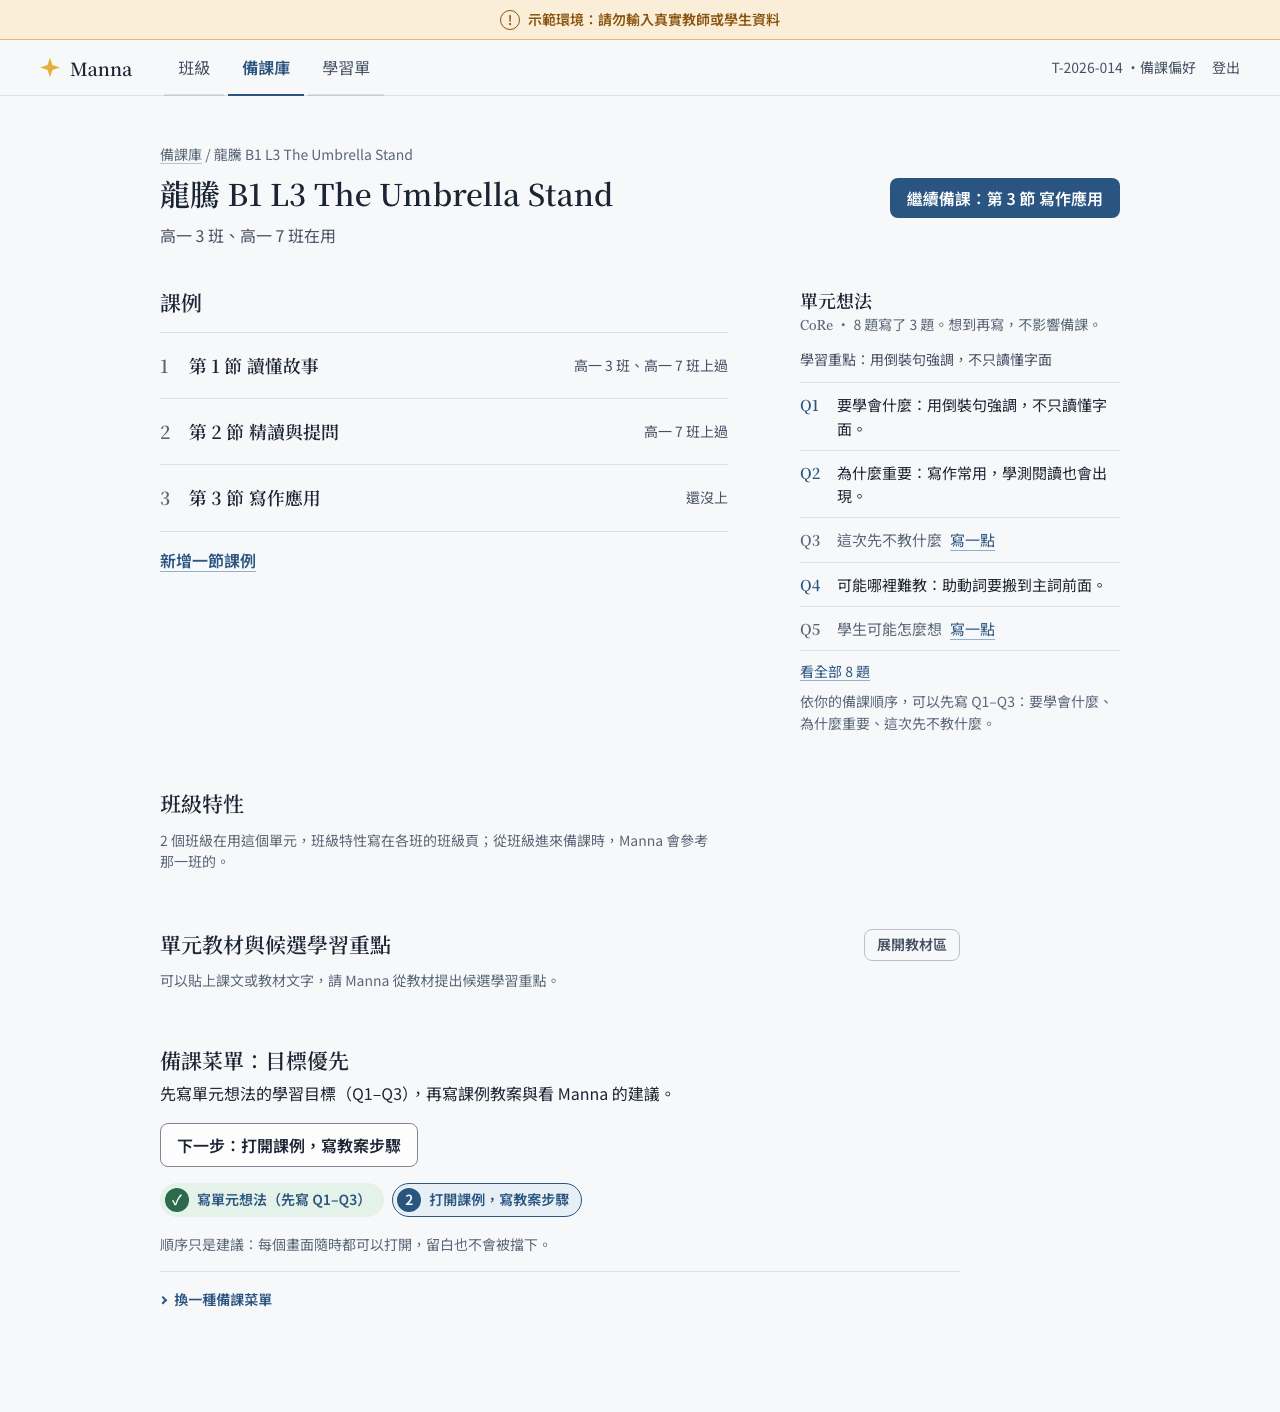 ! 示範環境：請勿輸入真實教師或學生資料
Manna 班級 備課庫 學習單 T-2026-014 ・備課偏好 登出
備課庫 / 龍騰 B1 L3 The Umbrella Stand
龍騰 B1 L3 The Umbrella Stand
繼續備課：第 3 節 寫作應用
高一 3 班、高一 7 班在用
課例
1 第 1 節 讀懂故事 高一 3 班、高一 7 班上過
2 第 2 節 精讀與提問 高一 7 班上過
3 第 3 節 寫作應用 還沒上
新增一節課例
單元想法
CoRe ・ 8 題寫了 3 題。想到再寫，不影響備課。
學習重點：用倒裝句強調，不只讀懂字面
Q1 要學會什麼：用倒裝句強調，不只讀懂字
面。
Q2 為什麼重要：寫作常用，學測閱讀也會出
現。
Q3 這次先不教什麼 寫一點
Q4 可能哪裡難教：助動詞要搬到主詞前面。
Q5 學生可能怎麼想 寫一點
看全部 8 題
依你的備課順序，可以先寫 Q1–Q3：要學會什麼、
為什麼重要、這次先不教什麼。
班級特性
2 個班級在用這個單元，班級特性寫在各班的班級頁；從班級進來備課時，Manna 會參考
那一班的。
單元教材與候選學習重點
展開教材區
可以貼上課文或教材文字，請 Manna 從教材提出候選學習重點。
備課菜單：目標優先
先寫單元想法的學習目標（Q1–Q3），再寫課例教案與看 Manna 的建議。
下一步：打開課例，寫教案步驟
✓ 寫單元想法（先寫 Q1–Q3） 2 打開課例，寫教案步驟
順序只是建議：每個畫面隨時都可以打開，留白也不會被擋下。
換一種備課菜單